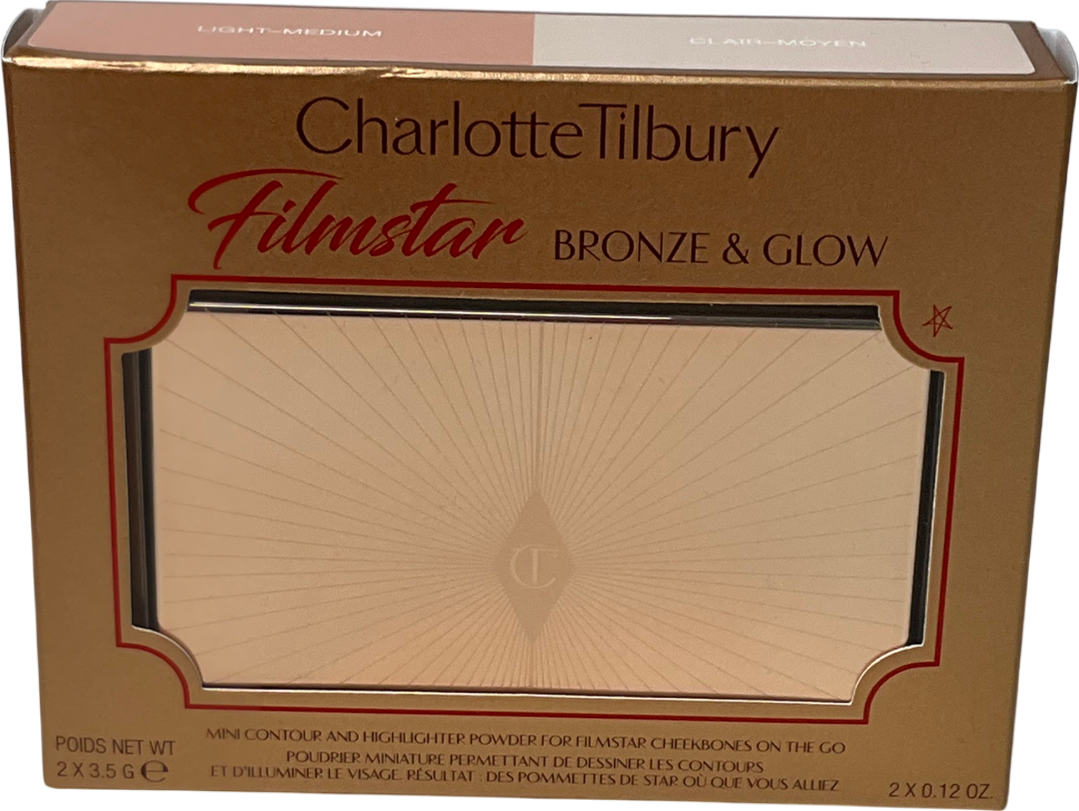 LIGHT–MEDIUM
CLAIR–MOYEN
Charlotte Tilbury
Filmstar BRONZE & GLOW
CT
POIDS NET WT
2 X 3.5 G ℮
MINI CONTOUR AND HIGHLIGHTER POWDER FOR FILMSTAR CHEEKBONES ON THE GO
POUDRIER MINIATURE PERMETTANT DE DESSINER LES CONTOURS
ET D'ILLUMINER LE VISAGE. RÉSULTAT : DES POMMETTES DE STAR OÙ QUE VOUS ALLIEZ
2 X 0.12 OZ.